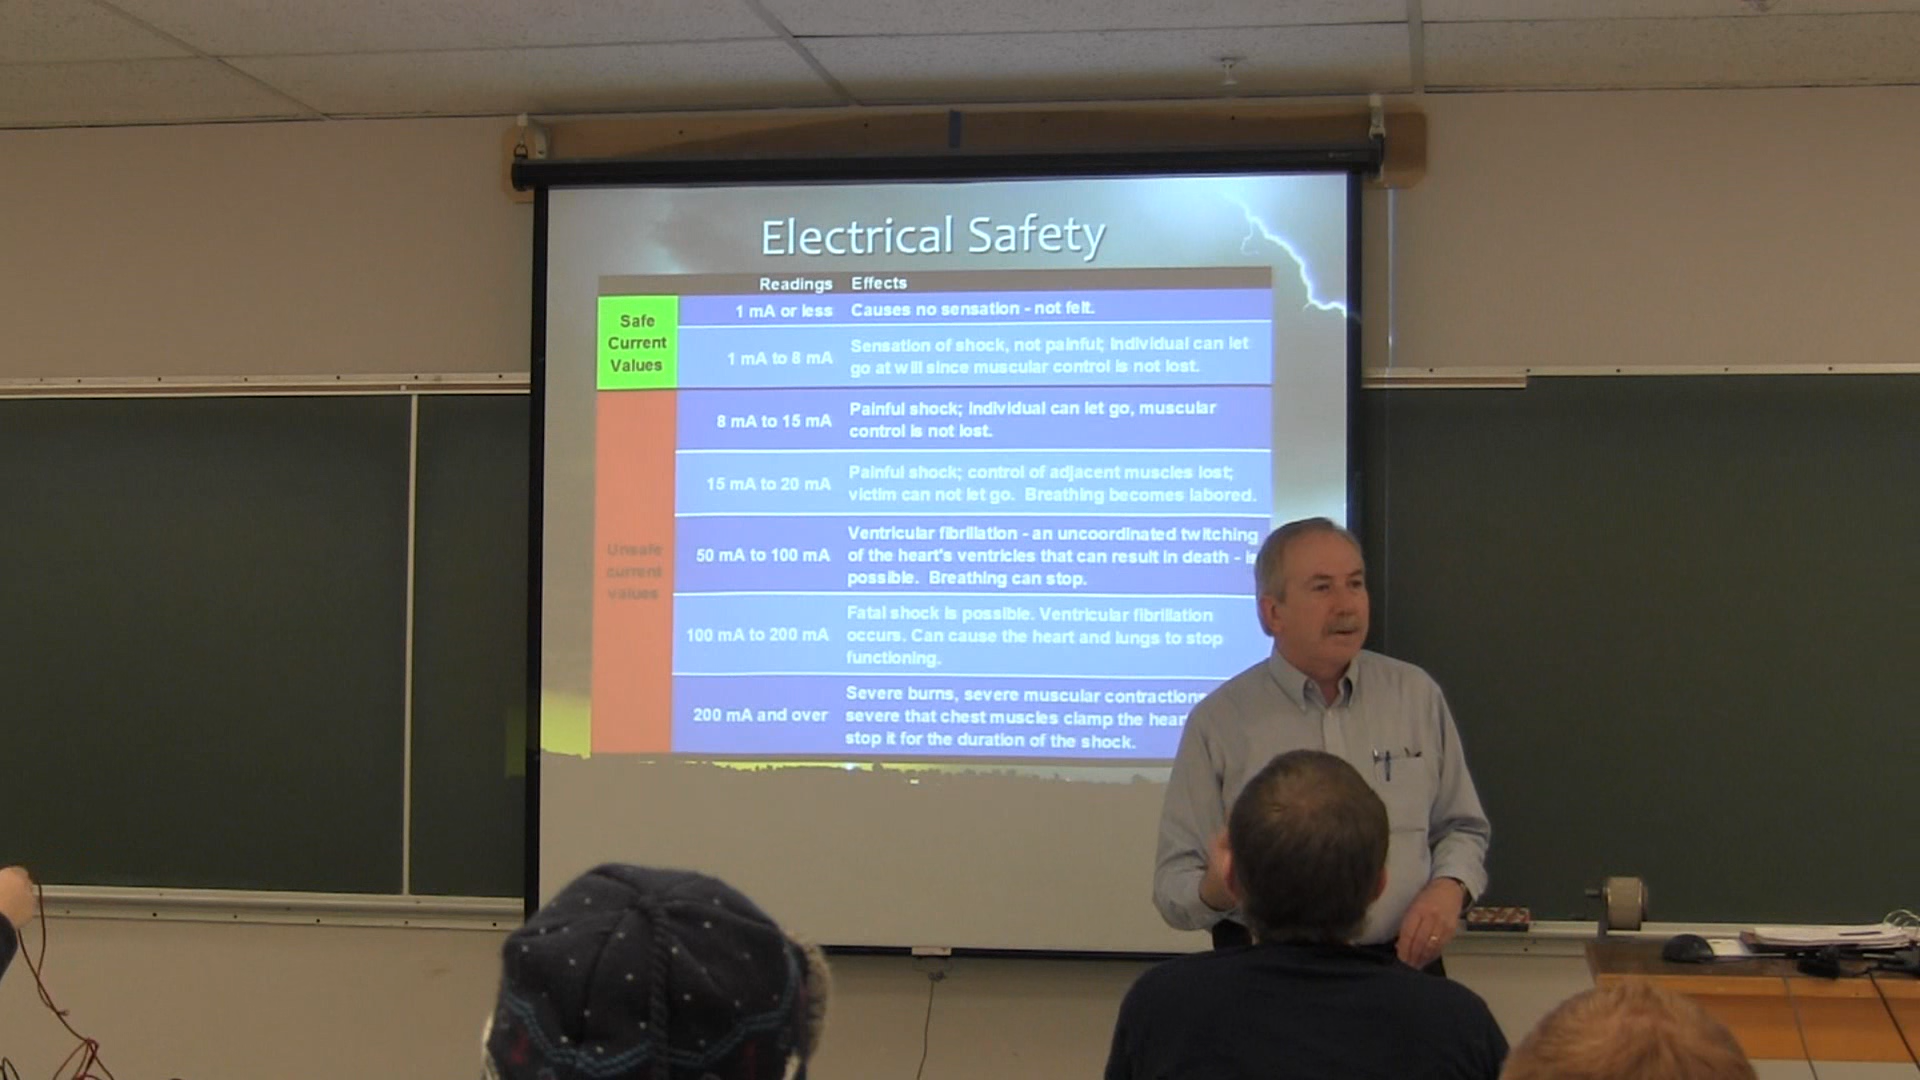 Electrical Safety
Readings Effects
Safe
Current
Values
1 mA or less Causes no sensation - not felt.
1 mA to 8 mA Sensation of shock, not painful; Individual can let
go at will since muscular control is not lost.
Unsafe
current
values
8 mA to 15 mA Painful shock; individual can let go, muscular
control is not lost.
15 mA to 20 mA Painful shock; control of adjacent muscles lost;
victim can not let go. Breathing becomes labored.
50 mA to 100 mA Ventricular fibrillation - an uncoordinated twitching
of the heart's ventricles that can result in death -
possible. Breathing can stop.
100 mA to 200 mA Fatal shock is possible. Ventricular fibrillation
occurs. Can cause the heart and lungs to stop
functioning.
200 mA and over Severe burns, severe muscular contractions
severe that chest muscles clamp the
stop it for the duration of the shock.